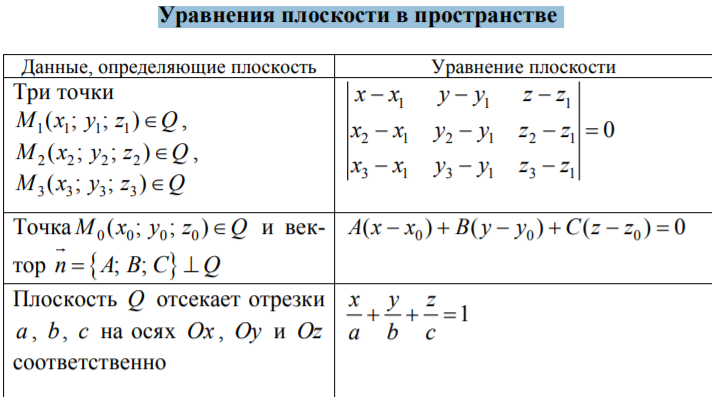 Уравнения плоскости в пространстве
Данные, определяющие плоскость Уравнение плоскости
Три точки
M₁(x₁; y₁; z₁) ∈ Q,
M₂(x₂; y₂; z₂) ∈ Q,
M₃(x₃; y₃; z₃) ∈ Q
|x − x₁ y − y₁ z − z₁|
|x₂ − x₁ y₂ − y₁ z₂ − z₁| = 0
|x₃ − x₁ y₃ − y₁ z₃ − z₁|
Точка M₀(x₀; y₀; z₀) ∈ Q и век-
тор n⃗ = {A; B; C} ⊥ Q
A(x − x₀) + B(y − y₀) + C(z − z₀) = 0
Плоскость Q отсекает отрезки
a, b, c на осях Ox, Oy и Oz
соответственно
x/a + y/b + z/c = 1